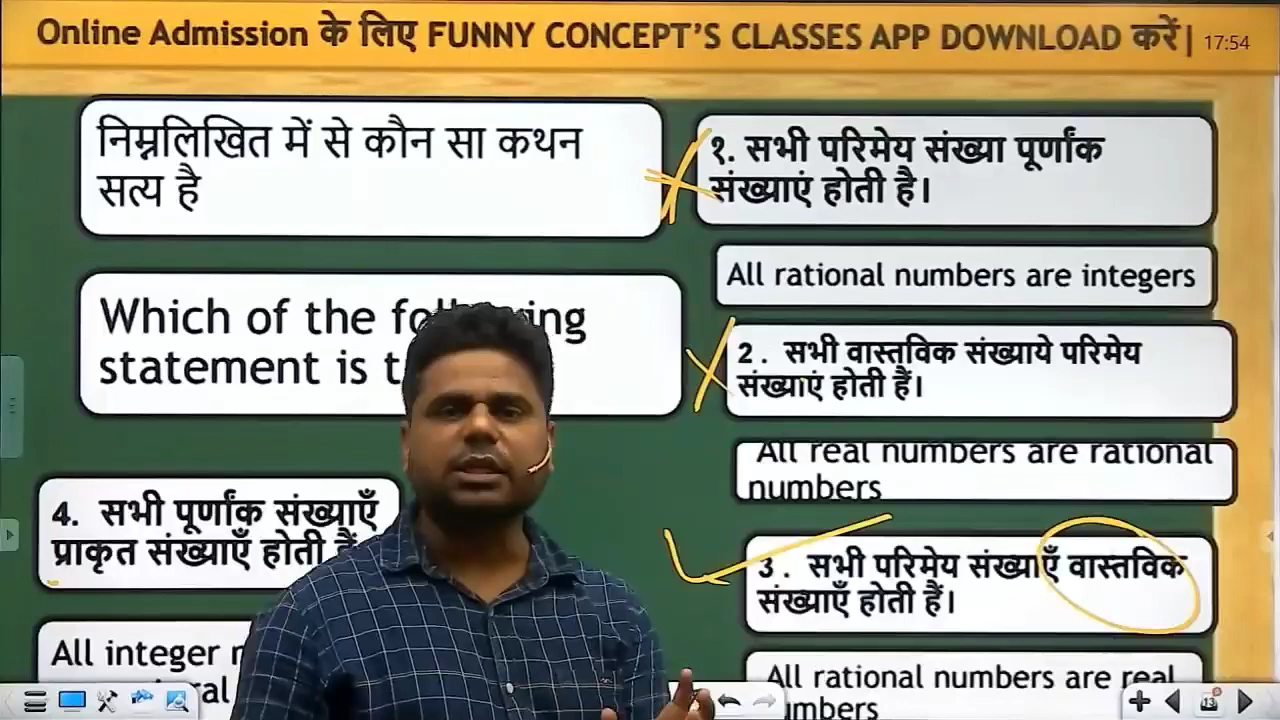 Online Admission के लिए FUNNY CONCEPT'S CLASSES APP DOWNLOAD करें|
17:54
निम्नलिखित में से कौन सा कथन
सत्य है
Which of the
statement is
१. सभी परिमेय संख्या पूर्णांक
संख्याएं होती है।
All rational numbers are integers
2 . सभी वास्तविक संख्याये परिमेय
संख्याएं होती हैं।
All real numbers are rational
numbers
3 . सभी परिमेय संख्याएँ वास्तविक
संख्याएँ होती हैं।
All rational numbers are real
4. सभी पूर्णांक संख्याएँ
प्राकृत संख्याएँ होती हैं
All integer
13